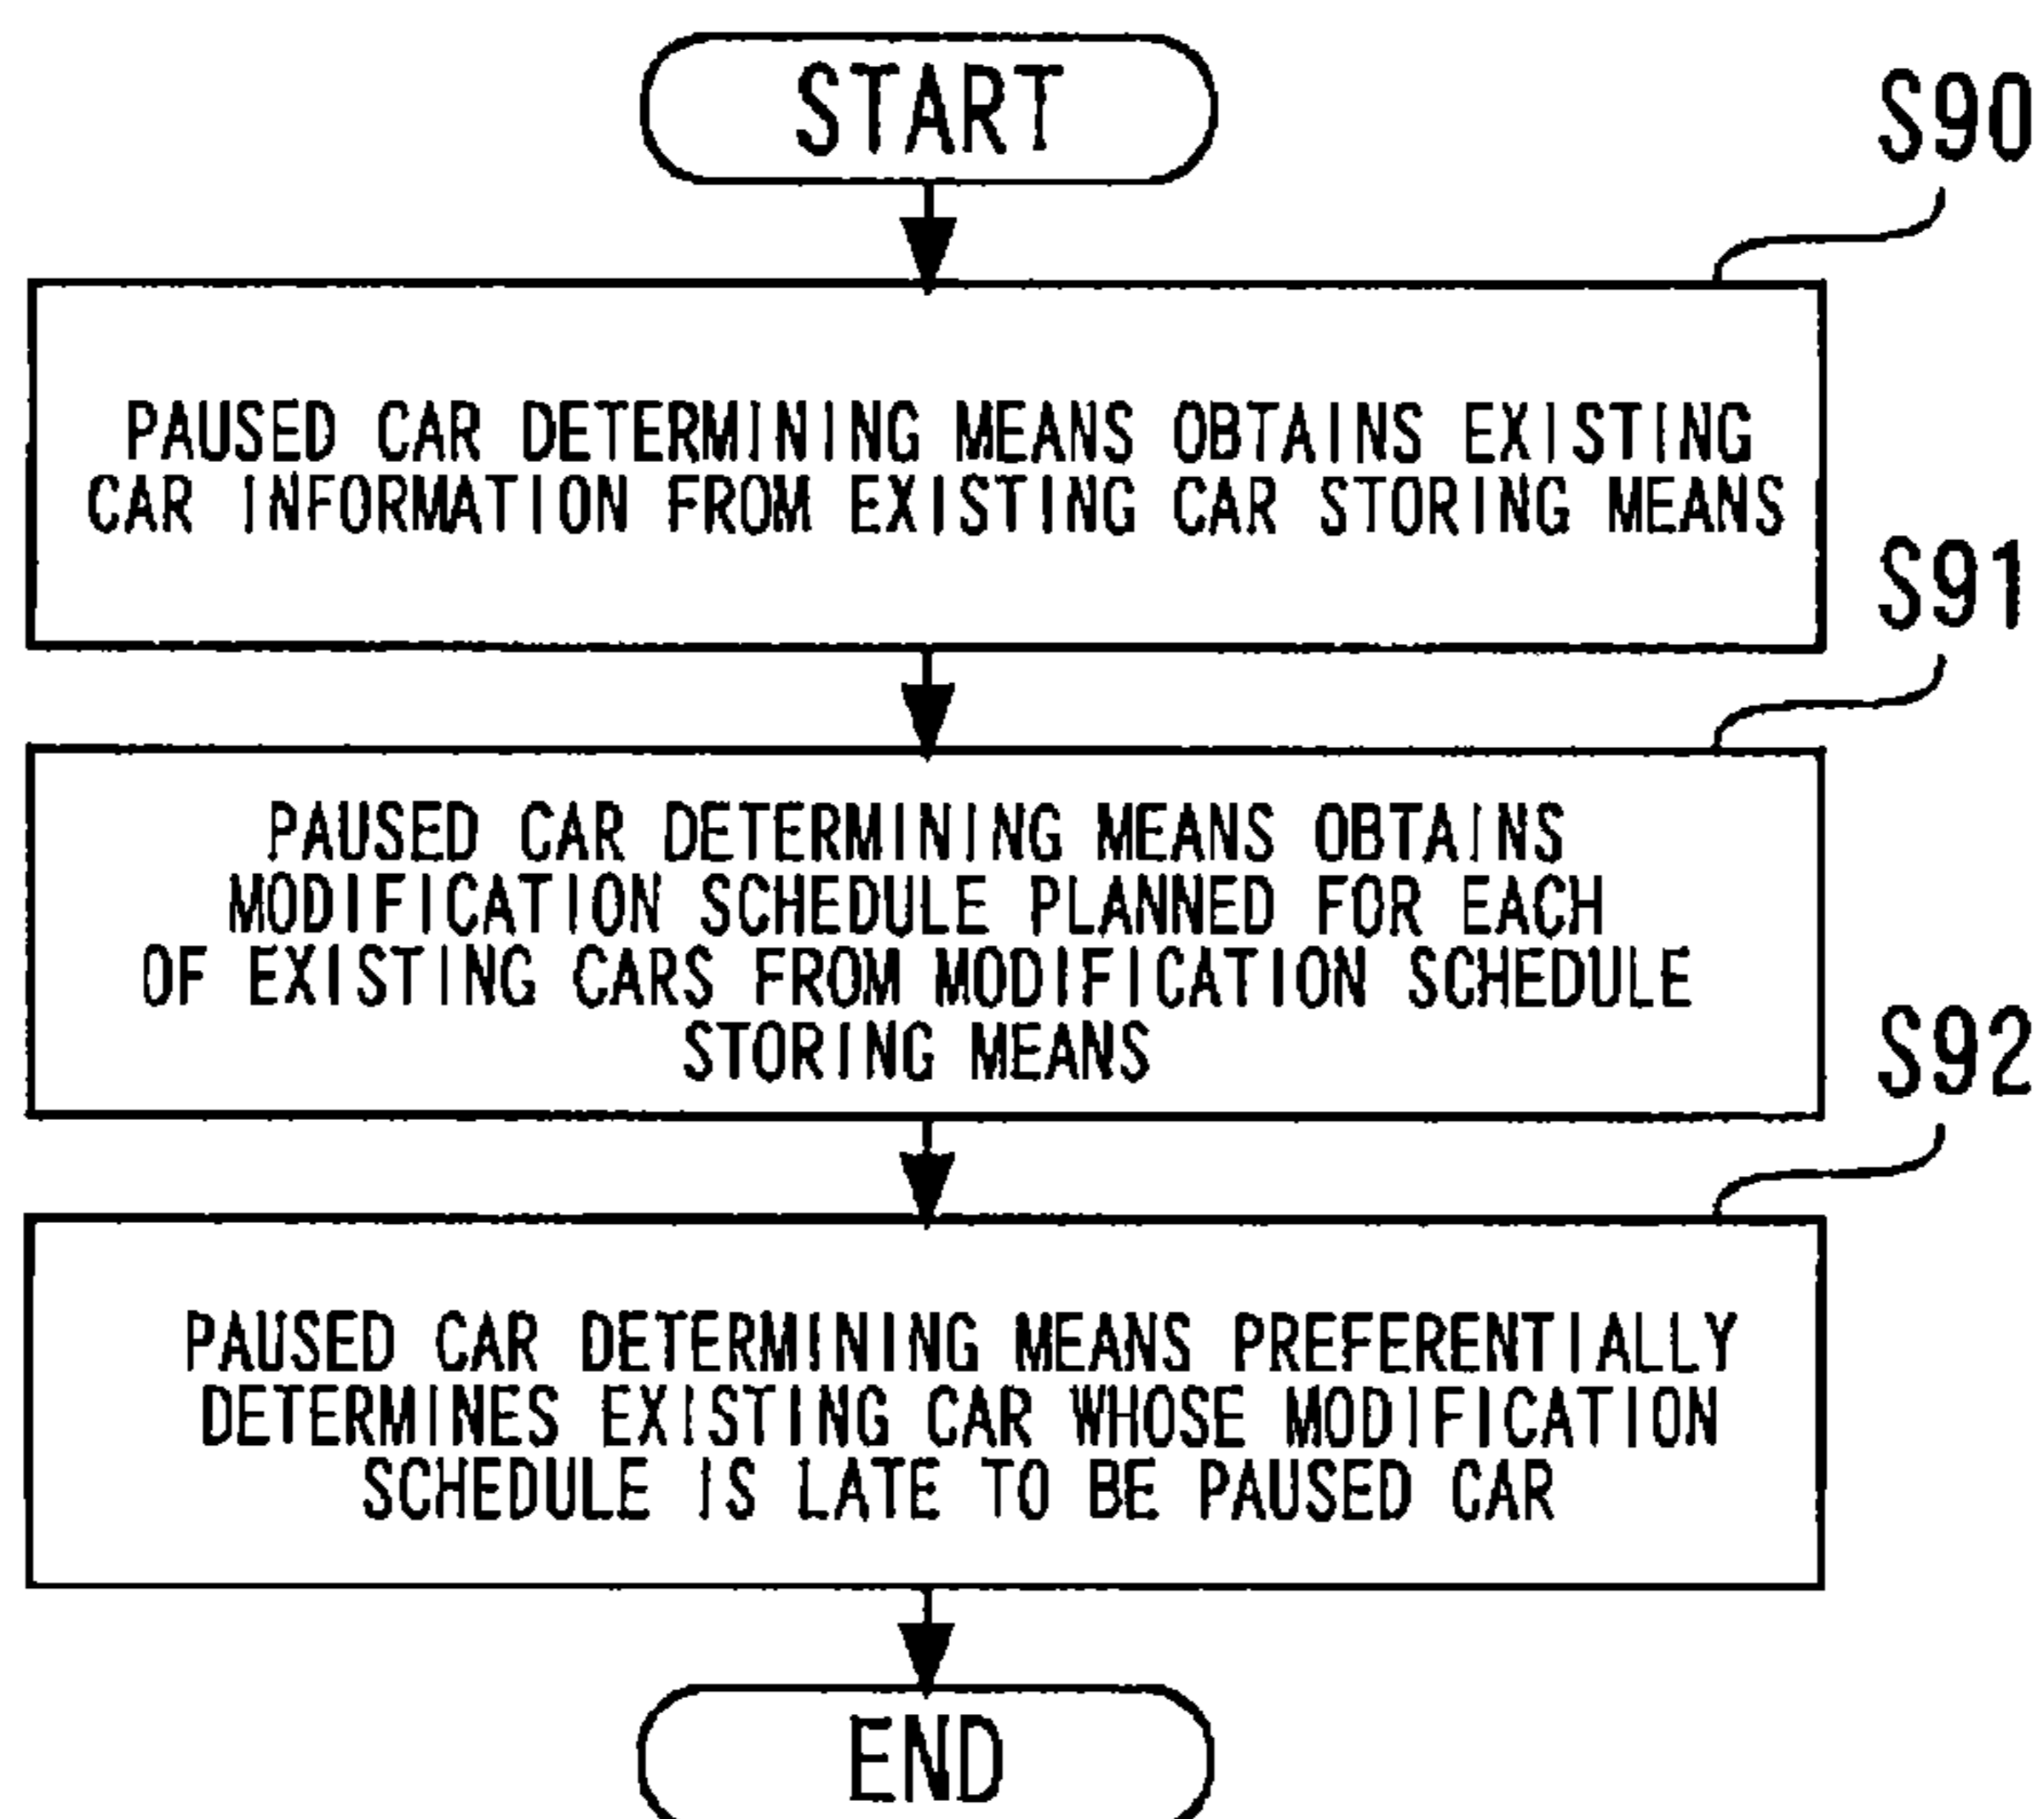 START
S90
PAUSED CAR DETERMINING MEANS OBTAINS EXISTING
CAR INFORMATION FROM EXISTING CAR STORING MEANS
S91
PAUSED CAR DETERMINING MEANS OBTAINS
MODIFICATION SCHEDULE PLANNED FOR EACH
OF EXISTING CARS FROM MODIFICATION SCHEDULE
STORING MEANS
S92
PAUSED CAR DETERMINING MEANS PREFERENTIALLY
DETERMINES EXISTING CAR WHOSE MODIFICATION
SCHEDULE IS LATE TO BE PAUSED CAR
END